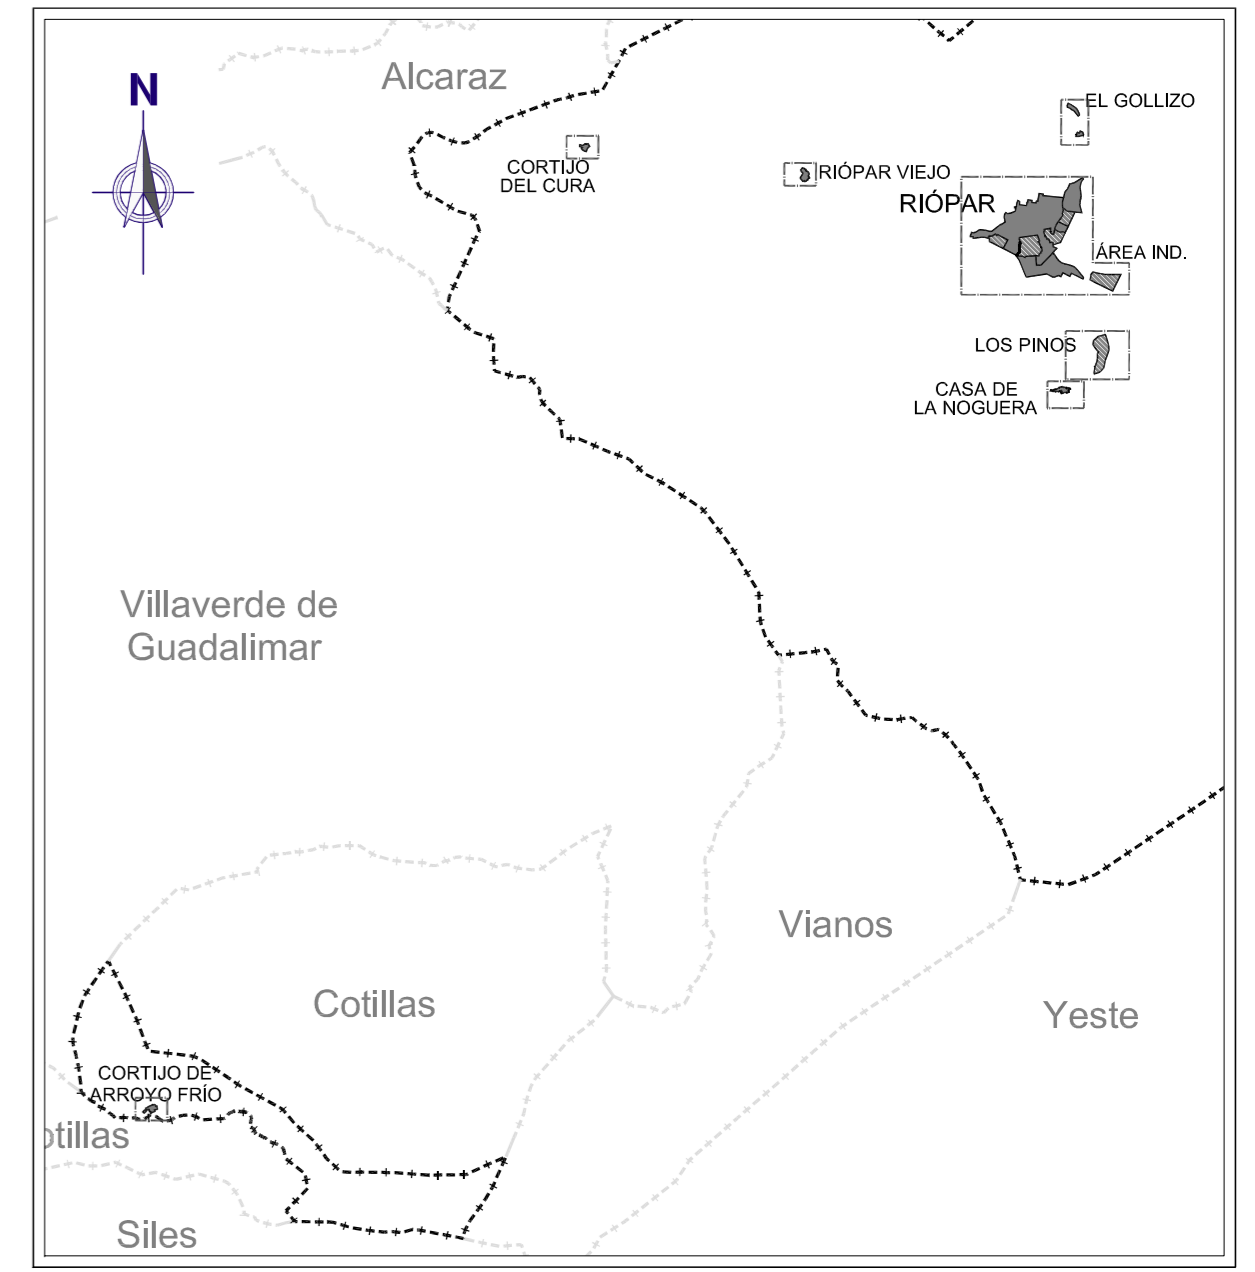 Alcaraz
N
EL GOLLIZO
CORTIJO
DEL CURA
RIÓPAR VIEJO
RIÓPAR
ÁREA IND.
LOS PINOS
CASA DE
LA NOGUERA
Villaverde de
Guadalimar
Vianos
Cotillas
Yeste
CORTIJO DE
ARROYO FRÍO
otillas
Siles